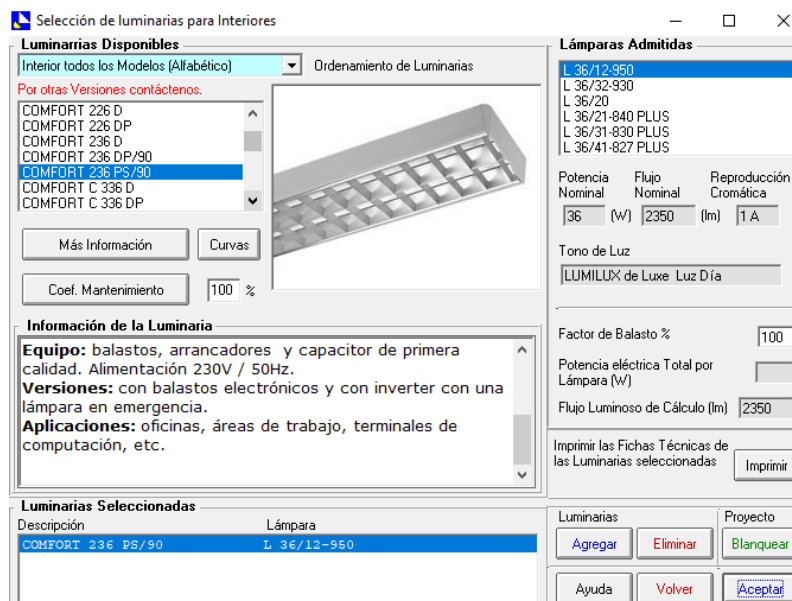 Selección de luminarias para Interiores
Luminarrias Disponibles
Interior todos los Modelos (Alfabético)
Ordenamiento de Luminarias
Por otras Versiones contáctenos.
COMFORT 226 D
COMFORT 226 DP
COMFORT 236 D
COMFORT 236 DP/90
COMFORT 236 PS/90
COMFORT C 336 D
COMFORT C 336 DP
Más Información
Curvas
Coef. Mantenimiento
100 %
Información de la Luminaria
Equipo: balastos, arrancadores y capacitor de primera
calidad. Alimentación 230V / 50Hz.
Versiones: con balastos electrónicos y con inverter con una
lámpara en emergencia.
Aplicaciones: oficinas, áreas de trabajo, terminales de
computación, etc.
Luminarias Seleccionadas
Descripción Lámpara
COMFORT 236 PS/90 L 36/12-950
Lámparas Admitidas
L 36/12-950
L 36/32-930
L 36/20
L 36/21-840 PLUS
L 36/31-830 PLUS
L 36/41-827 PLUS
Potencia Flujo Reproducción
Nominal Nominal Cromática
36 (W) 2350 (lm) 1 A
Tono de Luz
LUMILUX de Luxe Luz Día
Factor de Balasto % 100
Potencia eléctrica Total por
Lámpara (W)
Flujo Luminoso de Cálculo (lm) 2350
Imprimir las Fichas Técnicas de
las Luminarias seleccionadas
Imprimir
Luminarias Proyecto
Agregar Eliminar Blanquear
Ayuda Volver Aceptar